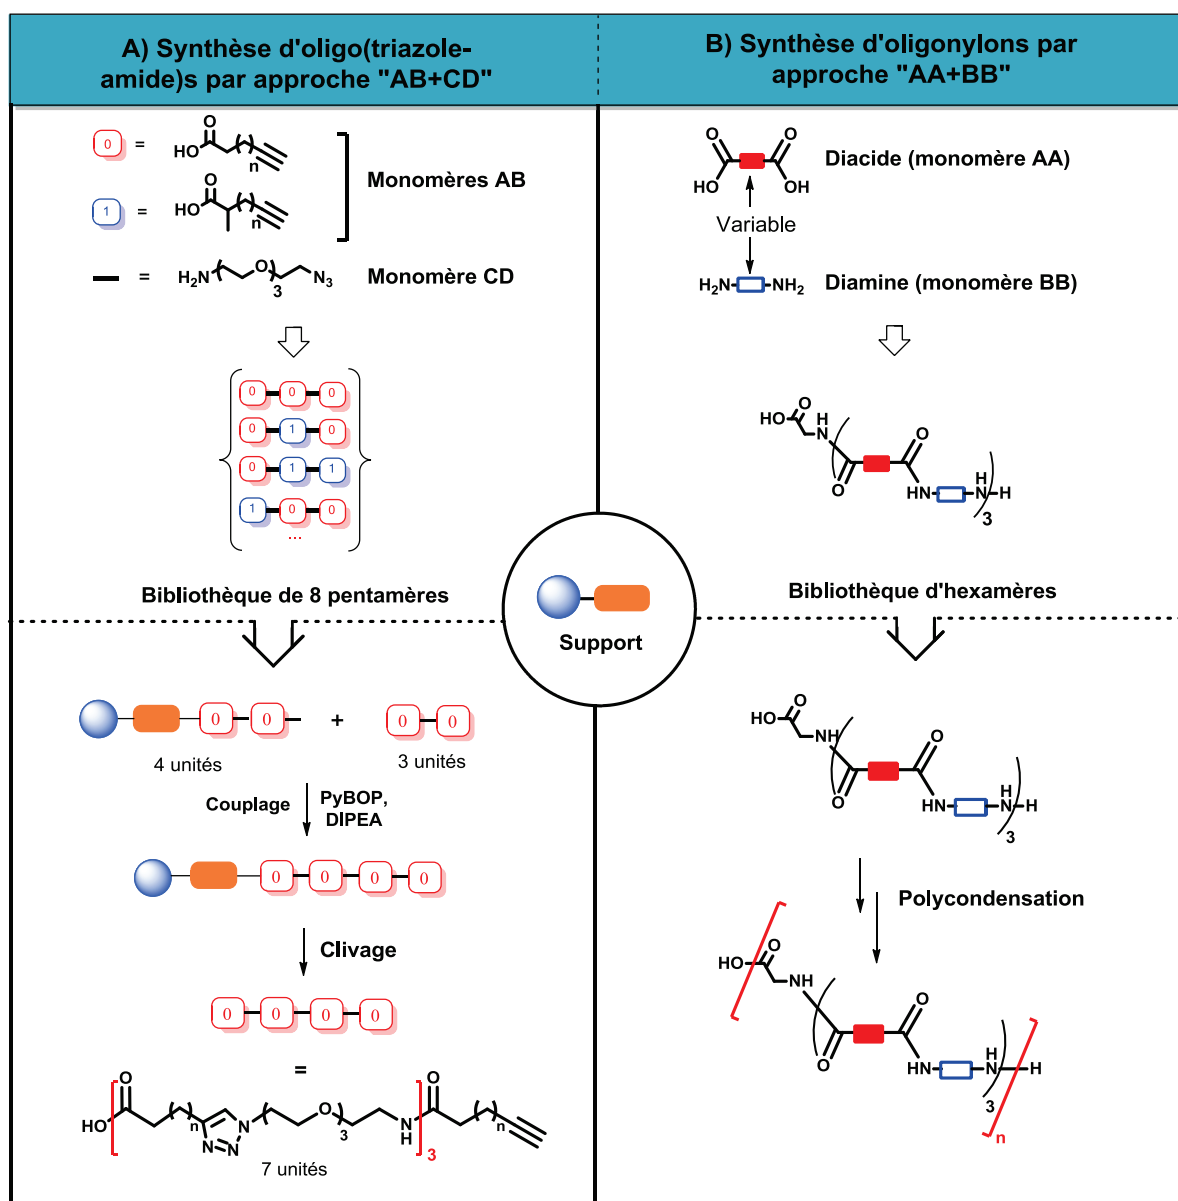 A) Synthèse d'oligo(triazole-
amide)s par approche "AB+CD"
B) Synthèse d'oligonylons par
approche "AA+BB"
0 =
O
HO
n
Monomères AB
1 =
O
HO
n
=
H2N
O
3
N3
Monomère CD
0 0 0
0 1 0
0 1 1
1 0 0
...
Bibliothèque de 8 pentamères
O O
HO OH
Diacide (monomère AA)
Variable
H2N NH2
Diamine (monomère BB)
O
HO
H
N
O
O
HN
H
N H
3
Bibliothèque d'hexamères
Support
0 0
+
0 0
4 unités
3 unités
Couplage
PyBOP,
DIPEA
0 0 0 0
Clivage
0 0 0 0
=
O
HO
n
N N
N
O
3
N
H
3
O
n
7 unités
O
HO
NH
O
O
HN
H
N H
3
Polycondensation
O
HO
NH
O
O
HN
H
N H
3
n